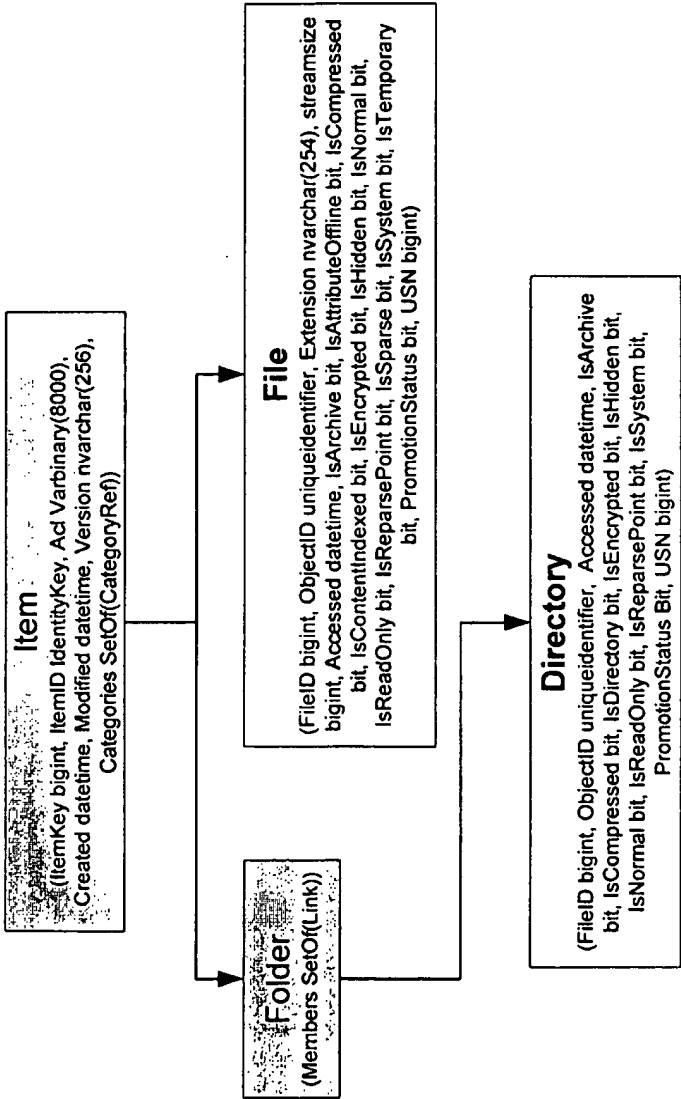 Item
(ItemKey bigint, ItemID IdentityKey, Acl Varbinary(8000),
Created datetime, Modified datetime, Version nvarchar(256),
Categories SetOf(CategoryRef))
Folder
(Members SetOf(Link))
File
(FileID bigint, ObjectID uniqueidentifier, Extension nvarchar(254), streamsize
bigint, Accessed datetime, IsArchive bit, IsAttributeOffline bit, IsCompressed
bit, IsContentIndexed bit, IsEncrypted bit, IsHidden bit, IsNormal bit,
IsReadOnly bit, IsReparsePoint bit, IsSparse bit, IsSystem bit, IsTemporary
bit, PromotionStatus bit, USN bigint)
Directory
(FileID bigint, ObjectID uniqueidentifier, Accessed datetime, IsArchive
bit, IsCompressed bit, IsDirectory bit, IsEncrypted bit, IsHidden bit,
IsNormal bit, IsReadOnly bit, IsReparsePoint bit, IsSystem bit,
PromotionStatus Bit, USN bigint)